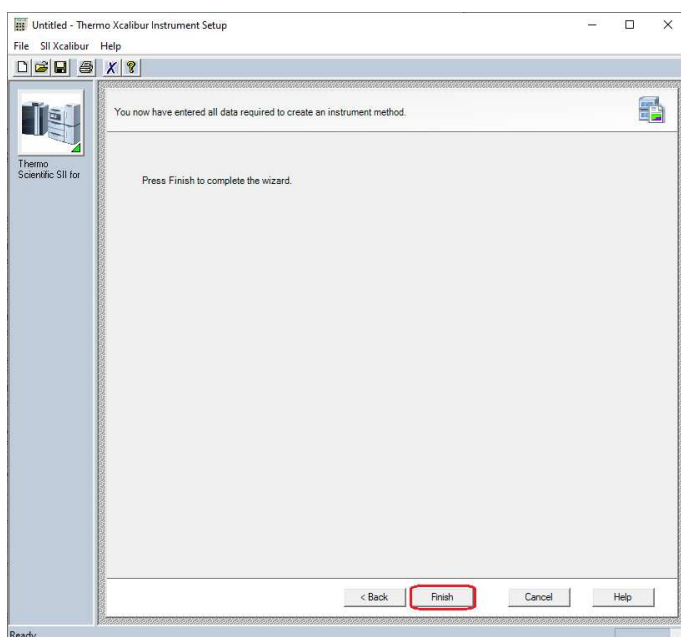 Untitled - Thermo Xcalibur Instrument Setup
File SII Xcalibur Help
You now have entered all data required to create an instrument method.
Thermo
Scientific SII for
Press Finish to complete the wizard.
< Back Finish Cancel Help
Ready